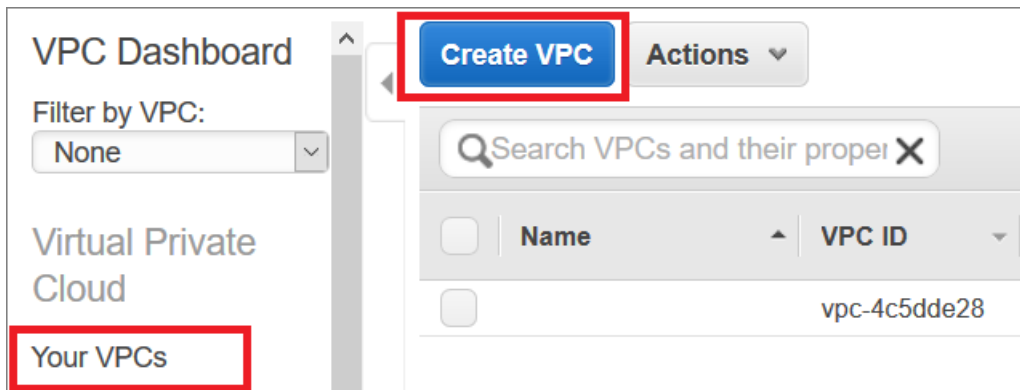 VPC Dashboard
Filter by VPC:
None
Virtual Private
Cloud
Your VPCs
Create VPC
Actions
Search VPCs and their proper
Name
VPC ID
vpc-4c5dde28